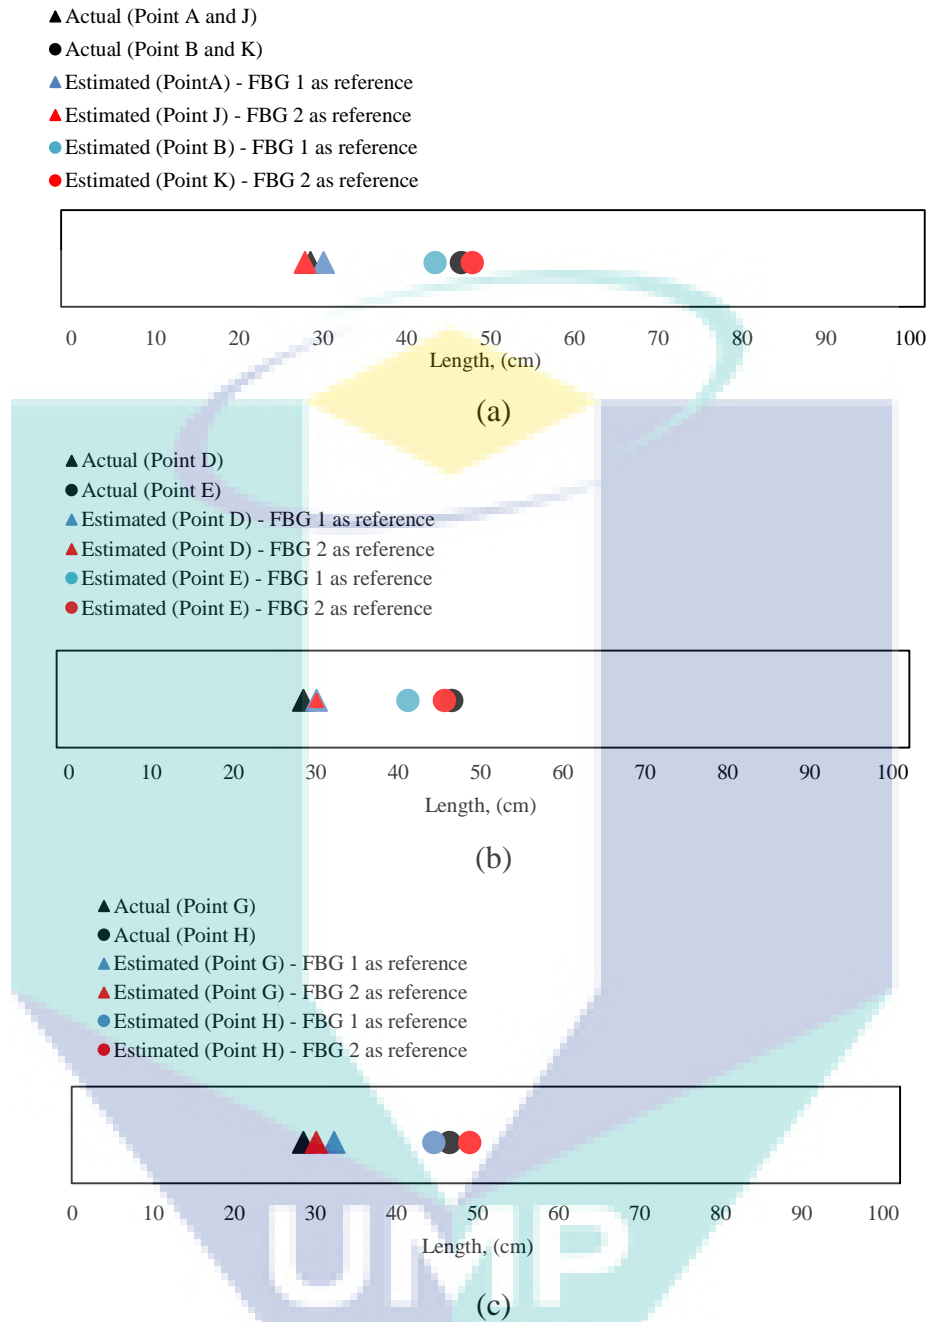 Actual (Point A and J)
Actual (Point B and K)
Estimated (PointA) - FBG 1 as reference
Estimated (Point J) - FBG 2 as reference
Estimated (Point B) - FBG 1 as reference
Estimated (Point K) - FBG 2 as reference
0 10 20 30 40 50 60 70 80 90 100
Length, (cm)
(a)
Actual (Point D)
Actual (Point E)
Estimated (Point D) - FBG 1 as reference
Estimated (Point D) - FBG 2 as reference
Estimated (Point E) - FBG 1 as reference
Estimated (Point E) - FBG 2 as reference
0 10 20 30 40 50 60 70 80 90 100
Length, (cm)
(b)
Actual (Point G)
Actual (Point H)
Estimated (Point G) - FBG 1 as reference
Estimated (Point G) - FBG 2 as reference
Estimated (Point H) - FBG 1 as reference
Estimated (Point H) - FBG 2 as reference
0 10 20 30 40 50 60 70 80 90 100
Length, (cm)
UMP
(c)